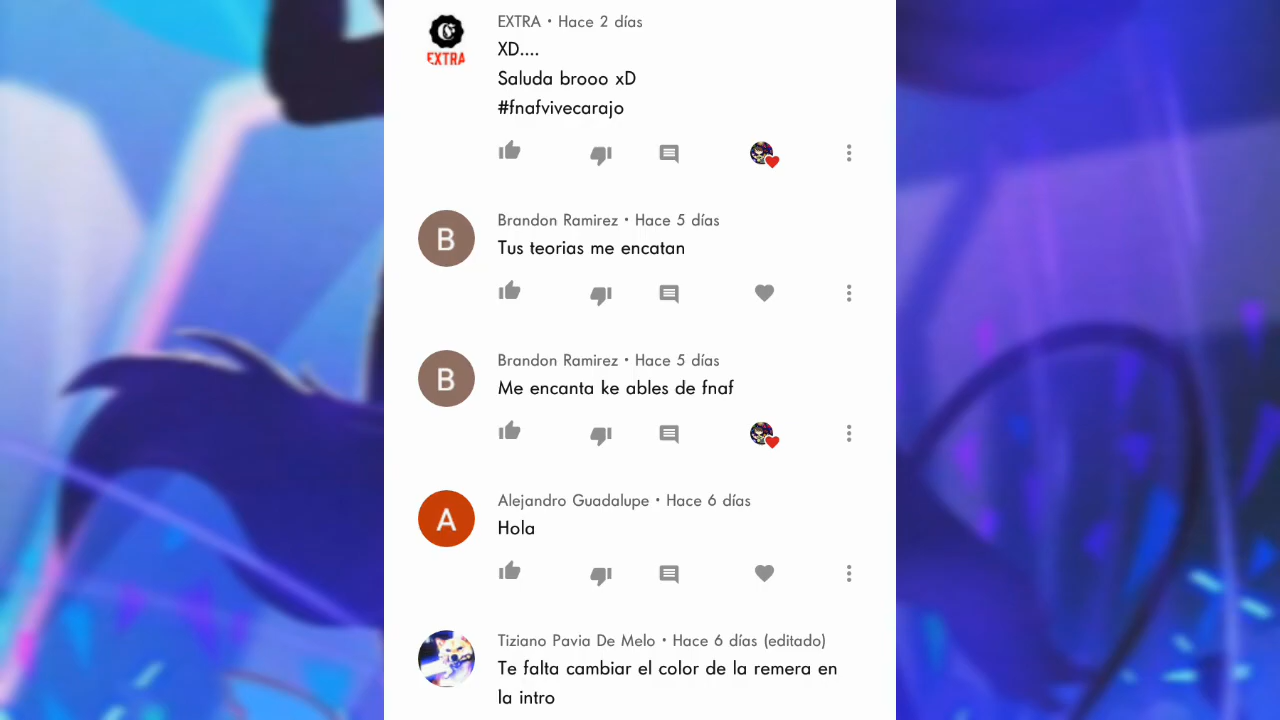 EXTRA
EXTRA • Hace 2 días
XD....
Saluda brooo xD
#fnafvivecarajo
B
Brandon Ramirez • Hace 5 días
Tus teorias me encatan
B
Brandon Ramirez • Hace 5 días
Me encanta ke ables de fnaf
A
Alejandro Guadalupe • Hace 6 días
Hola
Tiziano Pavia De Melo • Hace 6 días (editado)
Te falta cambiar el color de la remera en
la intro